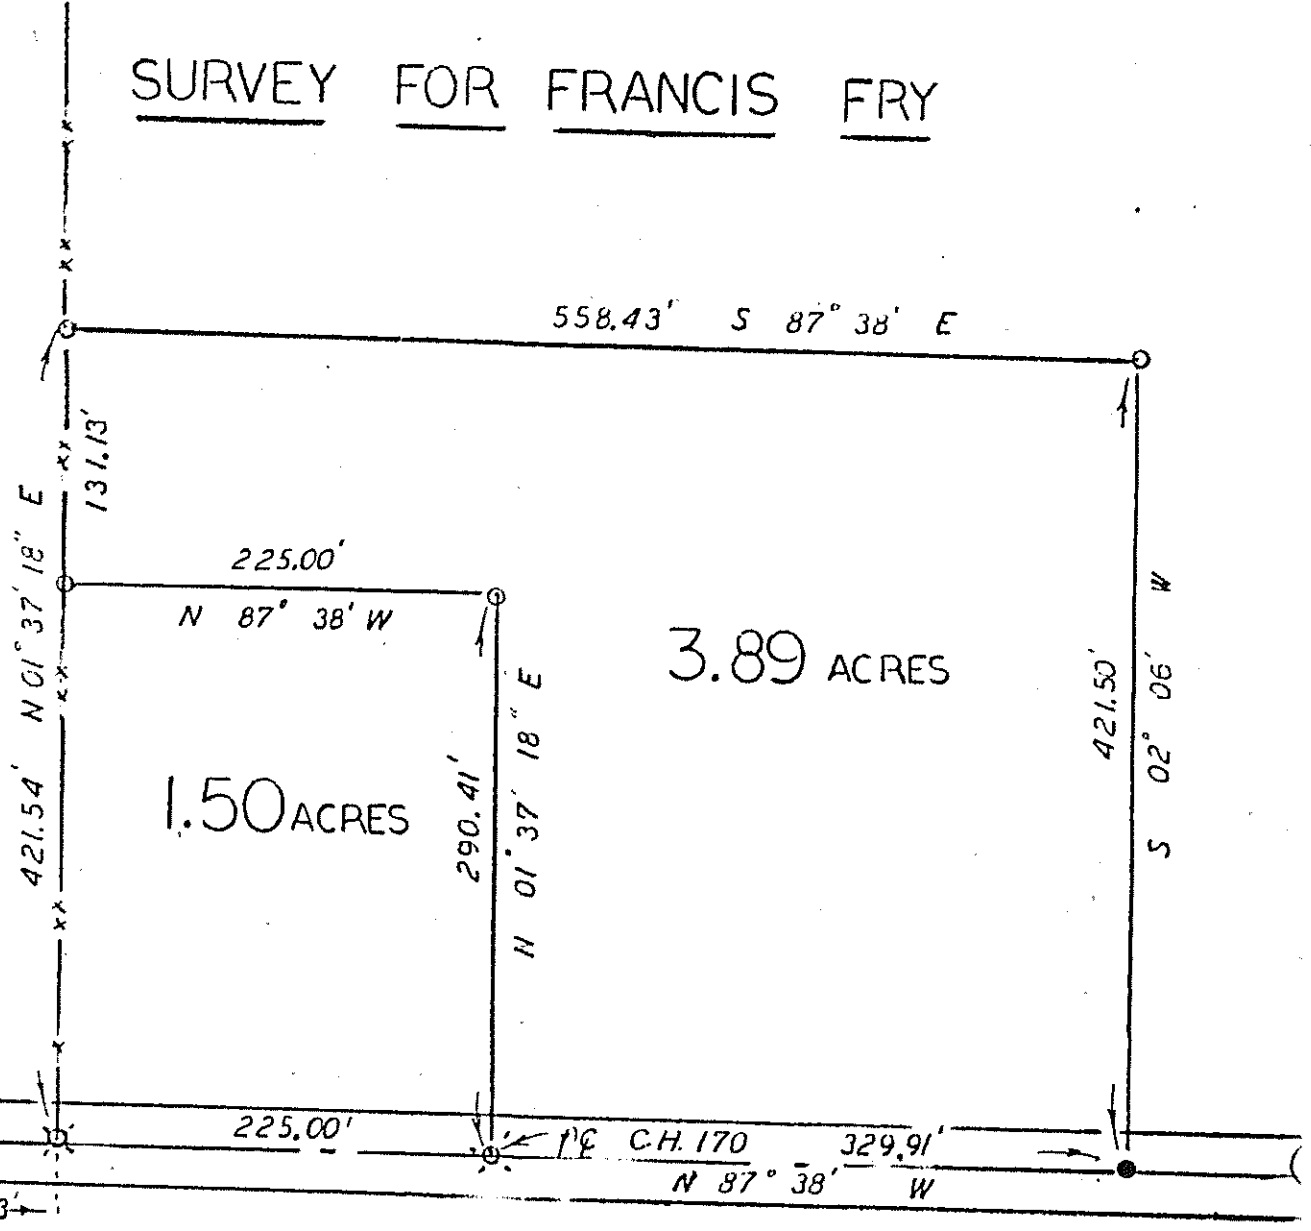 SURVEY FOR FRANCIS FRY
558.43' S 87° 38' E
131.13'
421.54' N 01° 37' 18" E
225.00'
N 87° 38' W
3.89 ACRES
1.50 ACRES
290.41'
N 01° 37' 18" E
421.50'
S 02° 06' W
225.00'
℄ C.H. 170
329.91'
N 87° 38' W